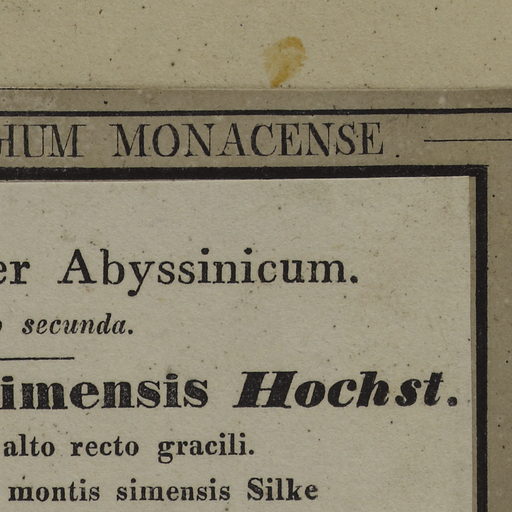 HUM MONACENSE
er Abyssinicum.
o secunda.
imensis Hochst.
alto recto gracili.
montis simensis Silke